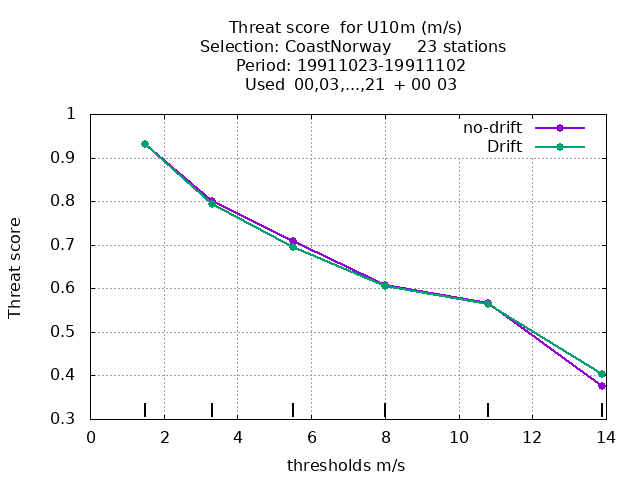 Threat score  for U10m (m/s)
Selection: CoastNorway     23 stations
Period: 19911023-19911102
Used  00,03,...,21  + 00 03
no-drift
Drift
1
0.9
0.8
0.7
0.6
0.5
0.4
0.3
Threat score
0 2 4 6 8 10 12 14
thresholds m/s